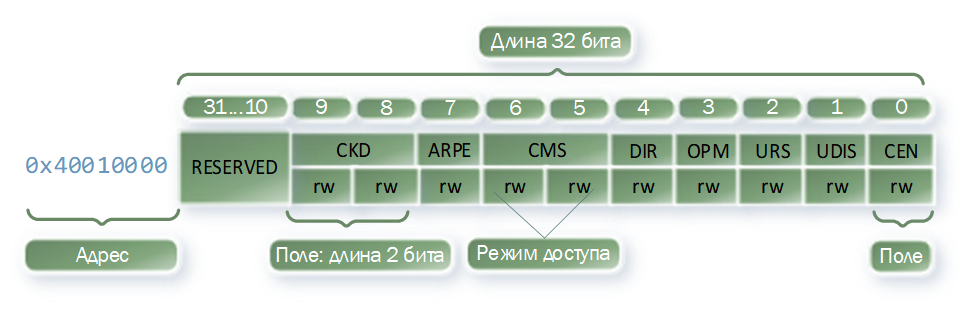 Длина 32 бита
31...10 9 8 7 6 5 4 3 2 1 0
0x40010000 RESERVED CKD ARPE CMS DIR OPM URS UDIS CEN
rw rw rw rw rw rw rw rw rw rw
Адрес Поле: длина 2 бита Режим доступа Поле